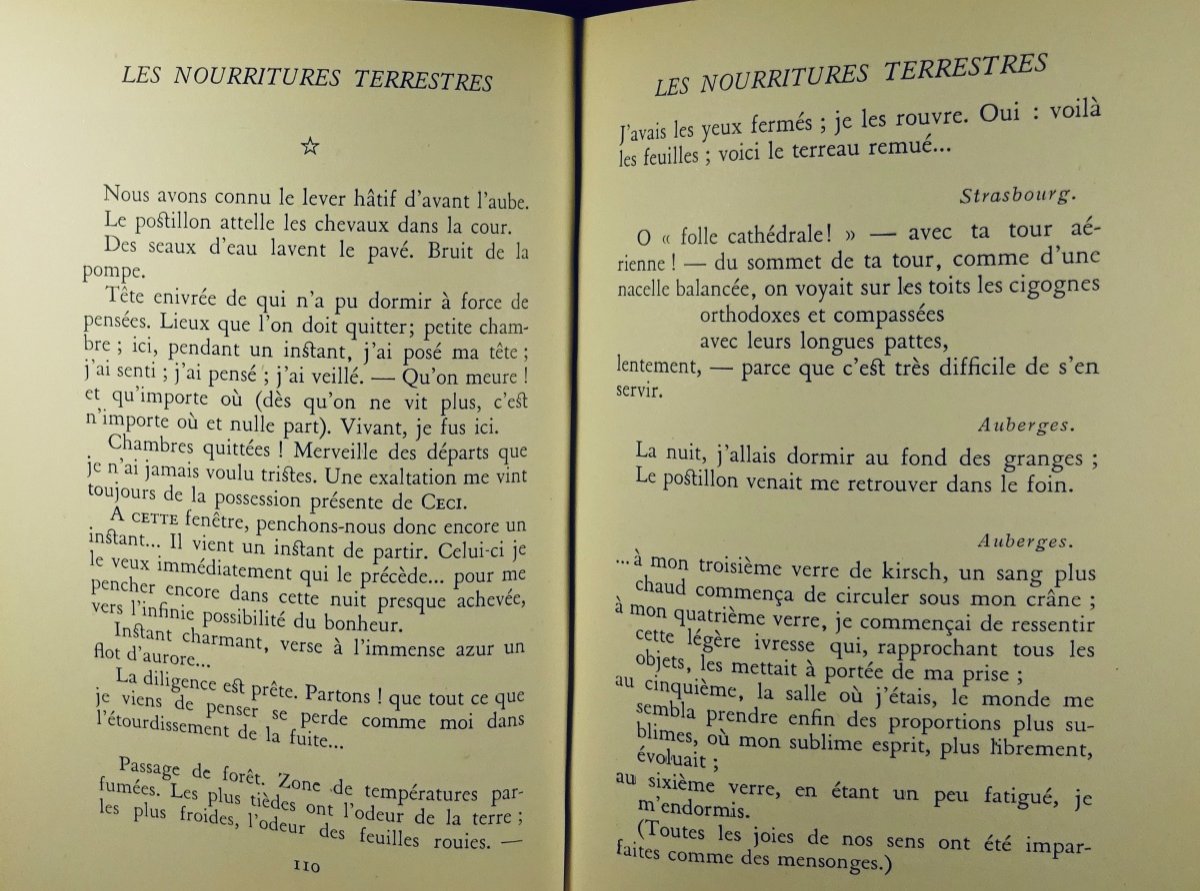 LES NOURRITURES TERRESTRES
☆
Nous avons connu le lever hâtif d'avant l'aube.
Le postillon attelle les chevaux dans la cour.
Des seaux d'eau lavent le pavé. Bruit de la
pompe.
Tête enivrée de qui n'a pu dormir à force de
pensées. Lieux que l'on doit quitter; petite cham-
bre ; ici, pendant un instant, j'ai posé ma tête ;
j'ai senti ; j'ai pensé ; j'ai veillé. — Qu'on meure !
et qu'importe où (dès qu'on ne vit plus, c'est
n'importe où et nulle part). Vivant, je fus ici.
Chambres quittées ! Merveille des départs que
je n'ai jamais voulu tristes. Une exaltation me vint
toujours de la possession présente de CECI.
A CETTE fenêtre, penchons-nous donc encore un
instant... Il vient un instant de partir. Celui-ci je
le veux immédiatement qui le précède... pour me
pencher encore dans cette nuit presque achevée,
vers l'infinie possibilité du bonheur.
Instant charmant, verse à l'immense azur un
flot d'aurore...
La diligence est prête. Partons ! que tout ce que
je viens de penser se perde comme moi dans
l'étourdissement de la fuite...
Passage de forêt. Zone de températures par-
fumées. Les plus tièdes ont l'odeur de la terre ;
les plus froides, l'odeur des feuilles rouies. —
110
LES NOURRITURES TERRESTRES
J'avais les yeux fermés ; je les rouvre. Oui : voilà
les feuilles ; voici le terreau remué...
Strasbourg.
O « folle cathédrale! » — avec ta tour aé-
rienne ! — du sommet de ta tour, comme d'une
nacelle balancée, on voyait sur les toits les cigognes
orthodoxes et compassées
avec leurs longues pattes,
lentement, — parce que c'est très difficile de s'en
servir.
Auberges.
La nuit, j'allais dormir au fond des granges ;
Le postillon venait me retrouver dans le foin.
Auberges.
...à mon troisième verre de kirsch, un sang plus
chaud commença de circuler sous mon crâne ;
à mon quatrième verre, je commençai de ressentir
cette légère ivresse qui, rapprochant tous les
objets, les mettait à portée de ma prise ;
au cinquième, la salle où j'étais, le monde me
sembla prendre enfin des proportions plus su-
blimes, où mon sublime esprit, plus librement,
évoluait ;
au sixième verre, en étant un peu fatigué, je
m'endormis.
(Toutes les joies de nos sens ont été impar-
faites comme des mensonges.)